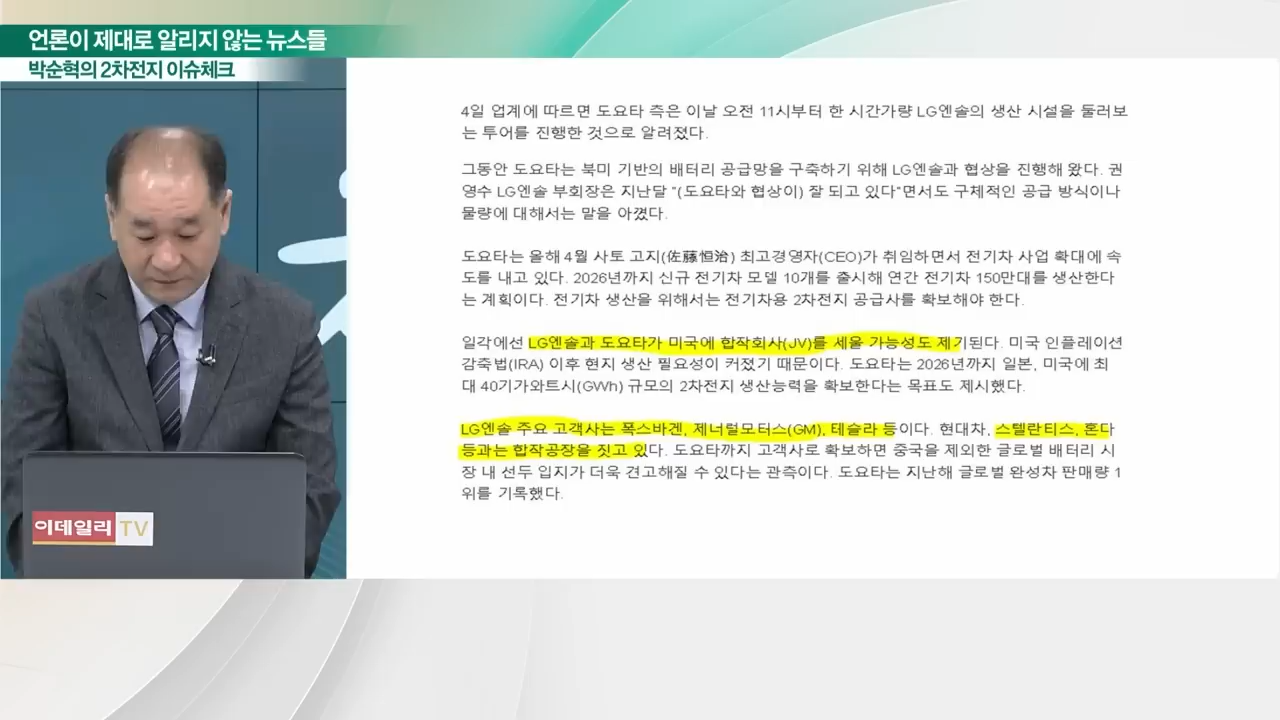 언론이 제대로 알리지 않는 뉴스들
박순혁의 2차전지 이슈체크
4일 업계에 따르면 도요타 측은 이날 오전 11시부터 한 시간가량 LG엔솔의 생산 시설을 둘러보
는 투어를 진행한 것으로 알려졌다.
그동안 도요타는 북미 기반의 배터리 공급망을 구축하기 위해 LG엔솔과 협상을 진행해 왔다. 권
영수 LG엔솔 부회장은 지난달 "(도요타와 협상이) 잘 되고 있다"면서도 구체적인 공급 방식이나
물량에 대해서는 말을 아꼈다.
도요타는 올해 4월 사토 고지(佐藤恒治) 최고경영자(CEO)가 취임하면서 전기차 사업 확대에 속
도를 내고 있다. 2026년까지 신규 전기차 모델 10개를 출시해 연간 전기차 150만대를 생산한다
는 계획이다. 전기차 생산을 위해서는 전기차용 2차전지 공급사를 확보해야 한다.
일각에선 LG엔솔과 도요타가 미국에 합작회사(JV)를 세울 가능성도 제기된다. 미국 인플레이션
감축법(IRA) 이후 현지 생산 필요성이 커졌기 때문이다. 도요타는 2026년까지 일본, 미국에 최
대 40기가와트시(GWh) 규모의 2차전지 생산능력을 확보한다는 목표도 제시했다.
LG엔솔 주요 고객사는 폭스바겐, 제너럴모터스(GM), 테슬라 등이다. 현대차, 스텔란티스, 혼다
등과는 합작공장을 짓고 있다. 도요타까지 고객사로 확보하면 중국을 제외한 글로벌 배터리 시
장 내 선두 입지가 더욱 견고해질 수 있다는 관측이다. 도요타는 지난해 글로벌 완성차 판매량 1
위를 기록했다.
이데일리 TV